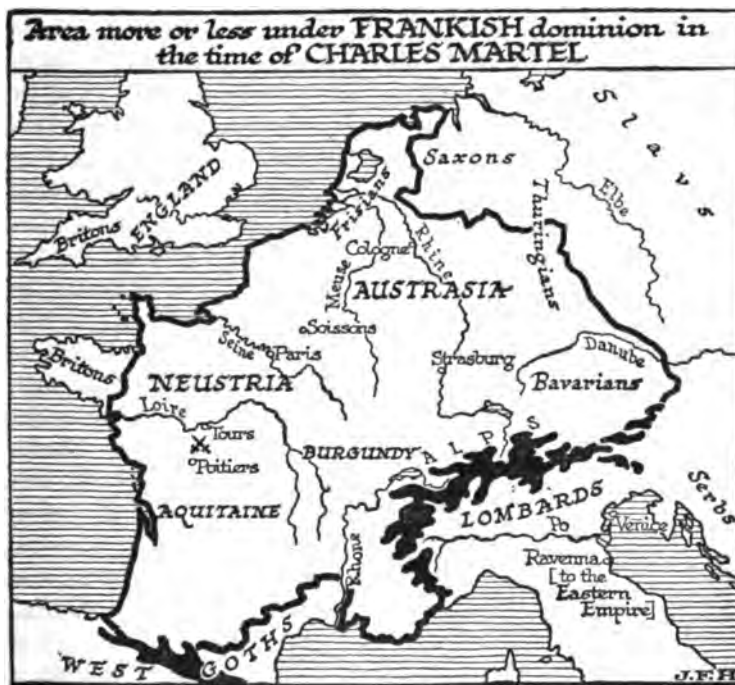 Area more or less under FRANKISH dominion in
the time of CHARLES MARTEL
Slavs
Saxons
ENGLAND
Britons
Frisians
Thuringians
Elbe
Cologne
Rhine
Meuse
AUSTRASIA
Soissons
Seine
Paris
Strasburg
Danube
Britons
NEUSTRIA
Bavarians
Loire
Tours
Poitiers
BURGUNDY
ALPS
AQUITAINE
LOMBARDS
Serbs
Po
Venice
Rhone
Ravenna
[to the
Eastern
Empire]
WEST GOTHS
J.F.H